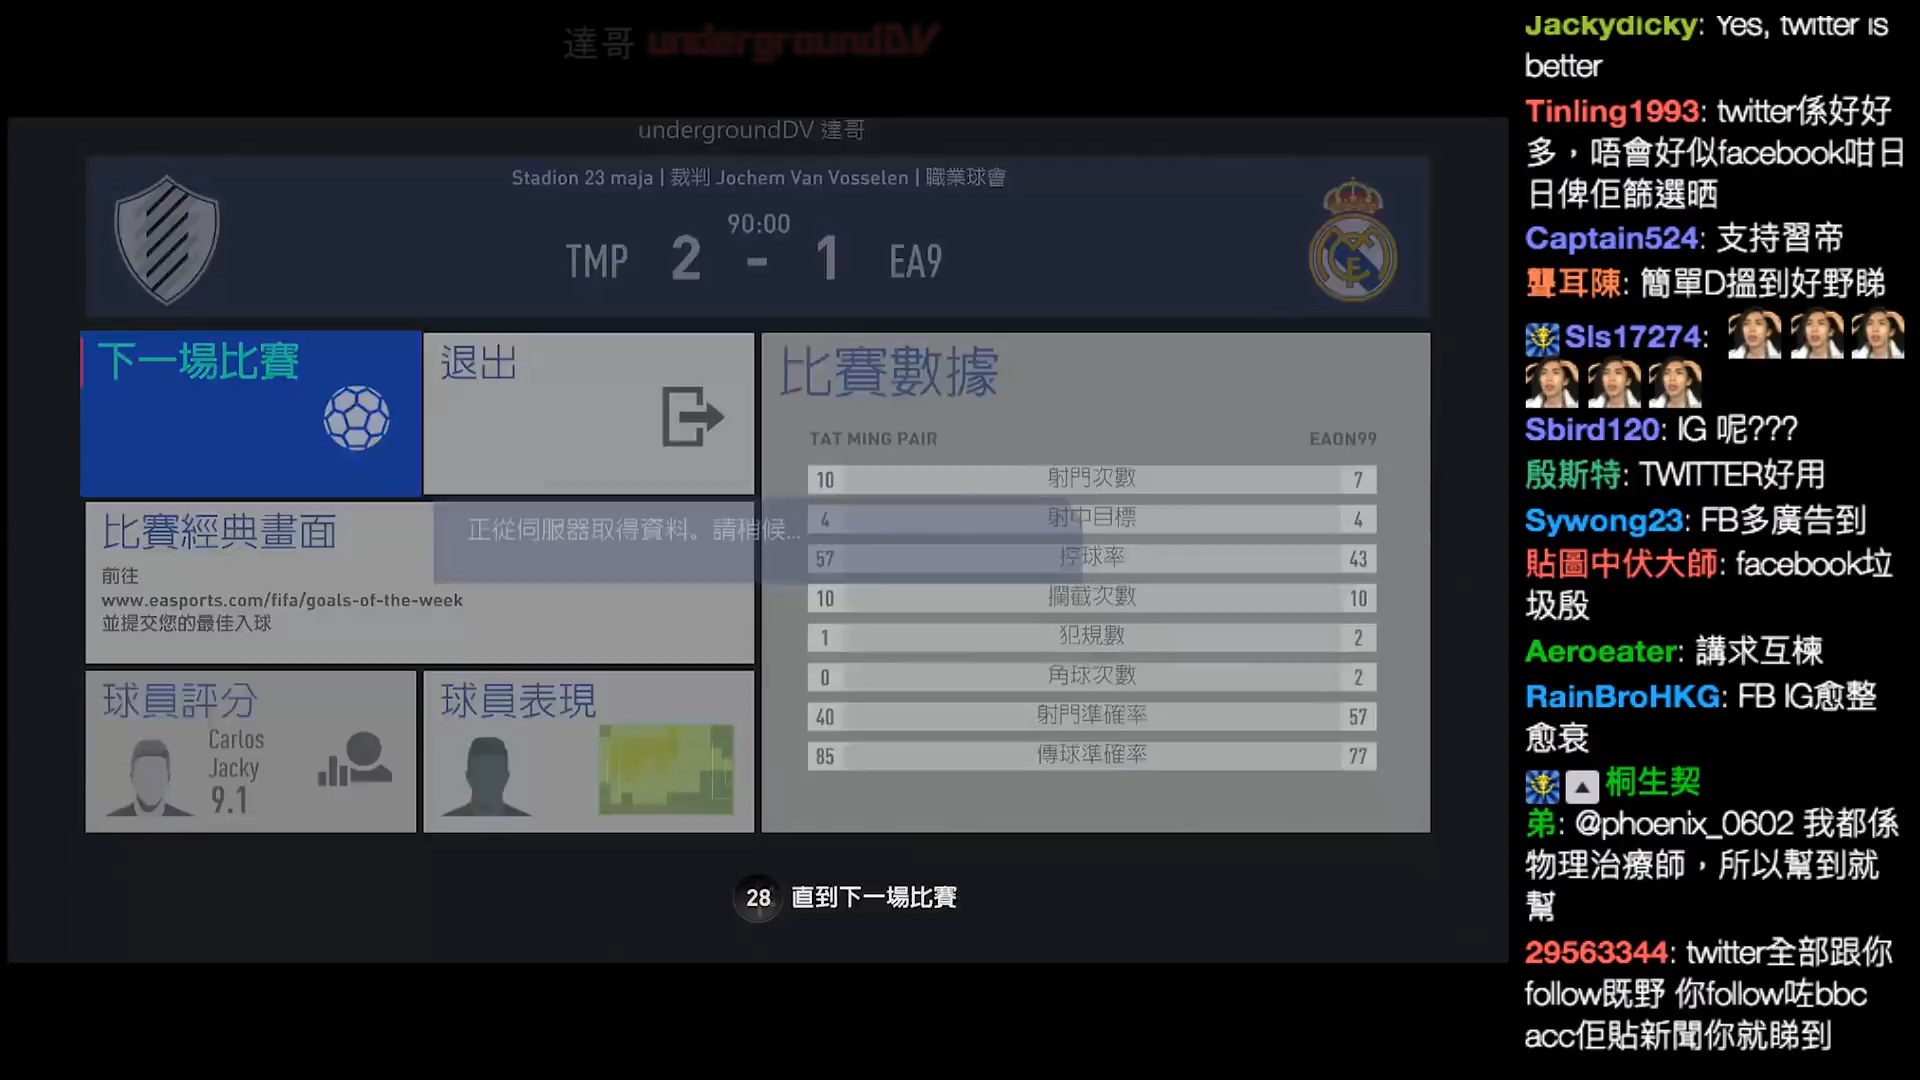 達哥 undergroundDV
undergroundDV 達哥
Stadion 23 maja | 裁判 Jochem Van Vosselen | 職業球會
90:00
TMP 2 - 1 EA9
下一場比賽
退出
比賽經典畫面
前往
www.easports.com/fifa/goals-of-the-week
並提交您的最佳入球
正從伺服器取得資料。請稍候...
球員評分
Carlos
Jacky
9.1
球員表現
比賽數據
TAT MING PAIR EAON99
10 射門次數 7
4 射中目標 4
57 控球率 43
10 攔截次數 10
1 犯規數 2
0 角球次數 2
40 射門準確率 57
85 傳球準確率 77
28 直到下一場比賽
Jackydicky: Yes, twitter is
better
Tinling1993: twitter係好好
多，唔會好似facebook咁日
日俾佢篩選晒
Captain524: 支持習帝
聾耳陳: 簡單D搵到好野睇
Sls17274:
Sbird120: IG 呢???
殷斯特: TWITTER好用
Sywong23: FB多廣告到
貼圖中伏大師: facebook垃
圾殷
Aeroeater: 講求互楝
RainBroHKG: FB IG愈整
愈衰
桐生契
弟: @phoenix_0602 我都係
物理治療師，所以幫到就
幫
29563344: twitter全部跟你
follow既野 你follow咗bbc
acc佢貼新聞你就睇到